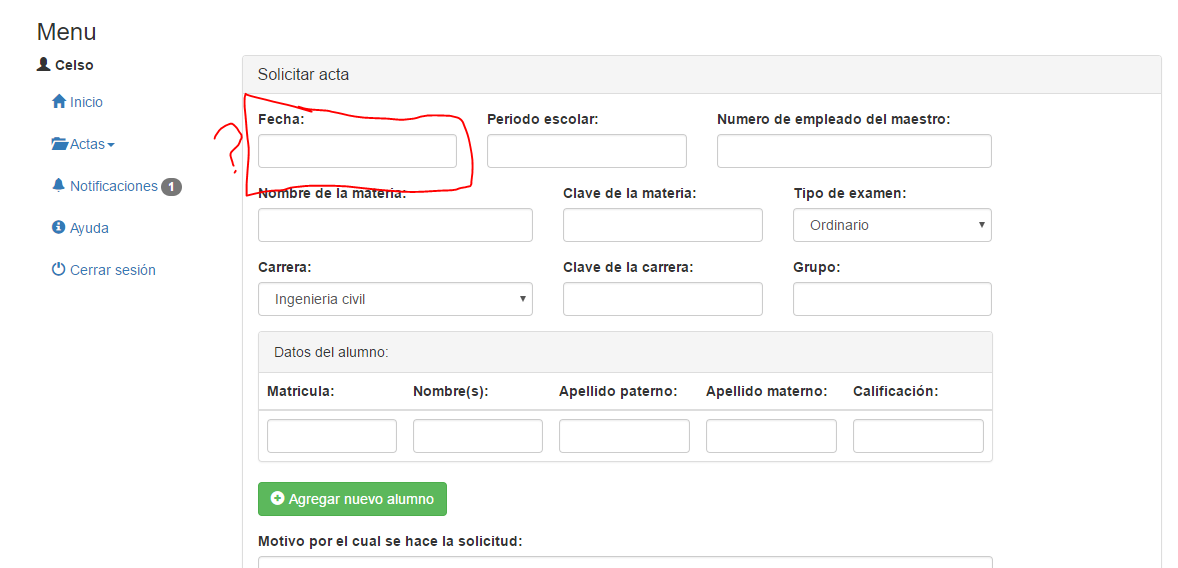 Menu
Celso
Inicio
Actas
Notificaciones 1
Ayuda
Cerrar sesión
Solicitar acta
?
Fecha: Periodo escolar: Numero de empleado del maestro:
Nombre de la materia: Clave de la materia: Tipo de examen:
Ordinario
Carrera: Clave de la carrera: Grupo:
Ingenieria civil
Datos del alumno:
Matricula: Nombre(s): Apellido paterno: Apellido materno: Calificación:
Agregar nuevo alumno
Motivo por el cual se hace la solicitud: